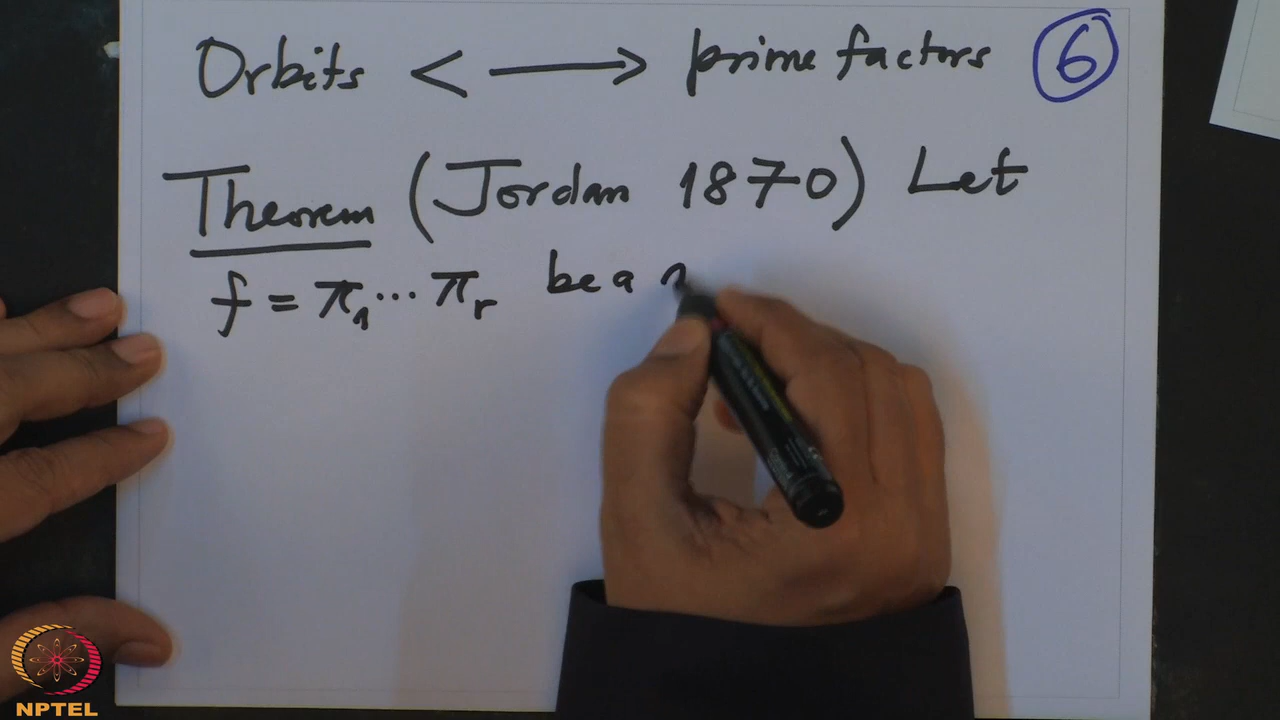 Orbits <—> prime factors 6
Theorem (Jordan 1870) Let
f = π₁...πᵣ be a
NPTEL